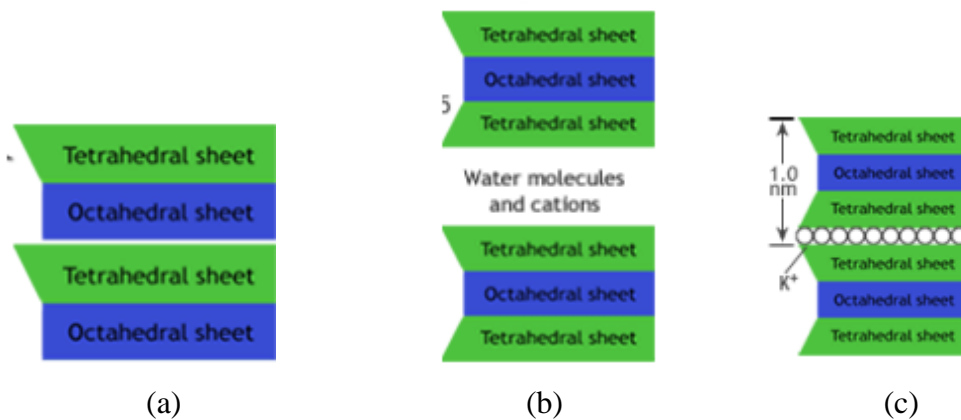 Tetrahedral sheet
Octahedral sheet
Tetrahedral sheet
Octahedral sheet
(a)
Tetrahedral sheet
Octahedral sheet
5
Tetrahedral sheet
Water molecules
and cations
Tetrahedral sheet
Octahedral sheet
Tetrahedral sheet
(b)
Tetrahedral sheet
1.0
nm
Octahedral sheet
Tetrahedral sheet
K⁺
Tetrahedral sheet
Octahedral sheet
Tetrahedral sheet
(c)